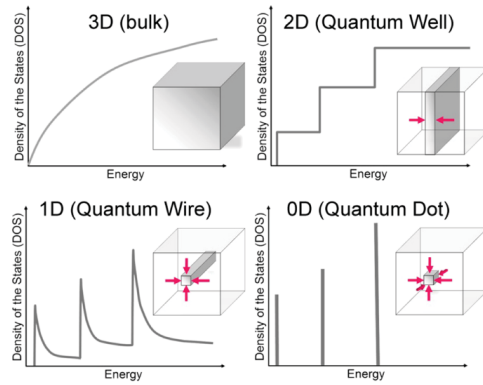 3D (bulk)
Density of the States (DOS)
Energy
2D (Quantum Well)
Density of the States (DOS)
Energy
1D (Quantum Wire)
Density of the States (DOS)
Energy
0D (Quantum Dot)
Density of the States (DOS)
Energy